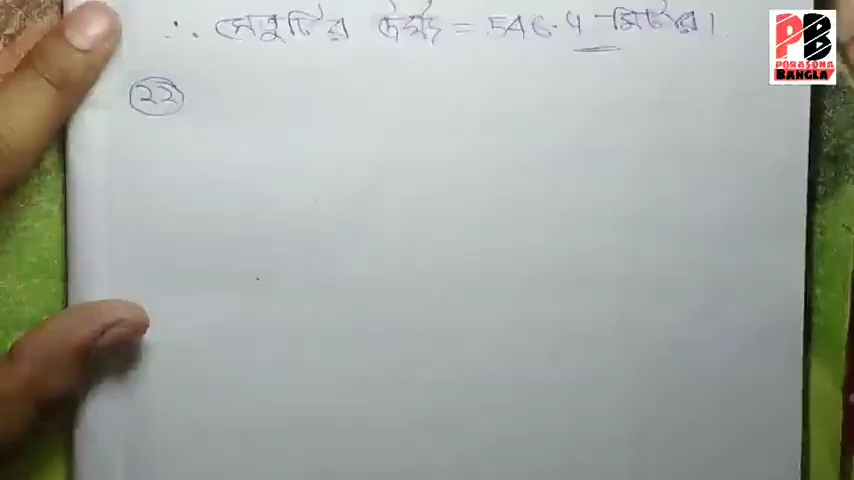 ∴ সেতুটির দৈর্ঘ্য = 546.4 মিটার।
22
PB
PORASONA
BANGLA